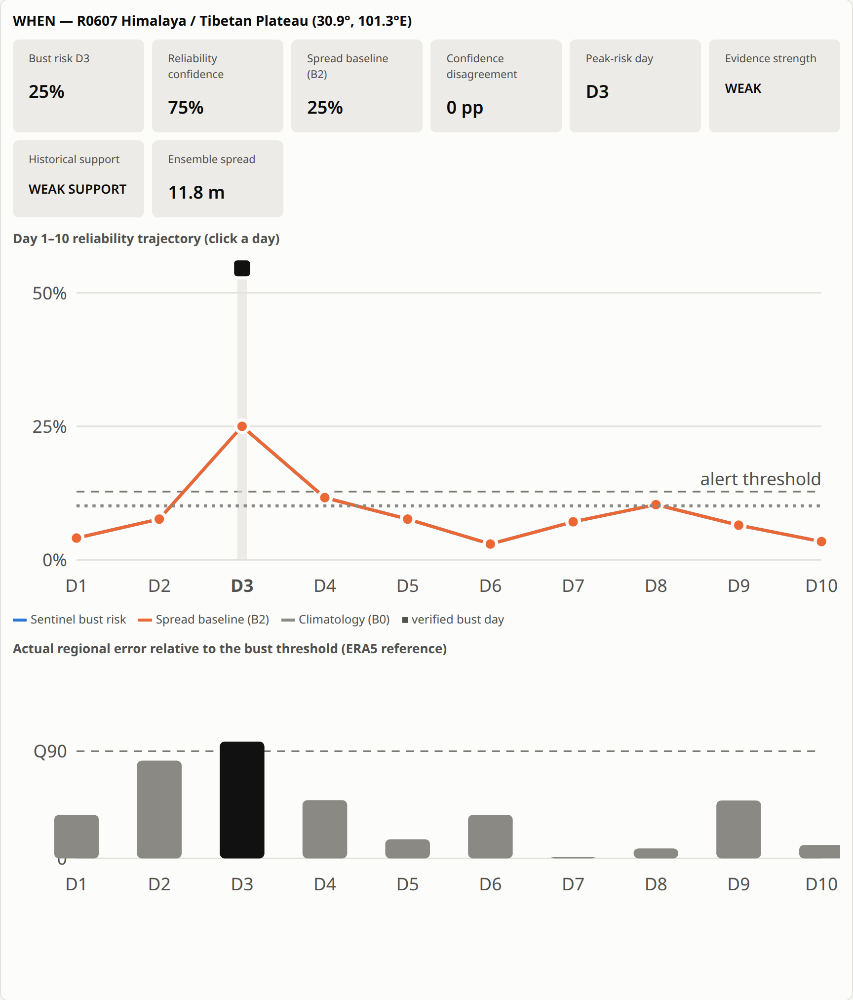 WHEN — R0607 Himalaya / Tibetan Plateau (30.9°, 101.3°E)
Bust risk D3
25%
Reliability
confidence
75%
Spread baseline
(B2)
25%
Confidence
disagreement
0 pp
Peak-risk day
D3
Evidence strength
WEAK
Historical support
WEAK SUPPORT
Ensemble spread
11.8 m
Day 1–10 reliability trajectory (click a day)
50%
25%
alert threshold
0%
D1 D2 D3 D4 D5 D6 D7 D8 D9 D10
Sentinel bust risk Spread baseline (B2) Climatology (B0) ■ verified bust day
Actual regional error relative to the bust threshold (ERA5 reference)
Q90
0
D1 D2 D3 D4 D5 D6 D7 D8 D9 D10